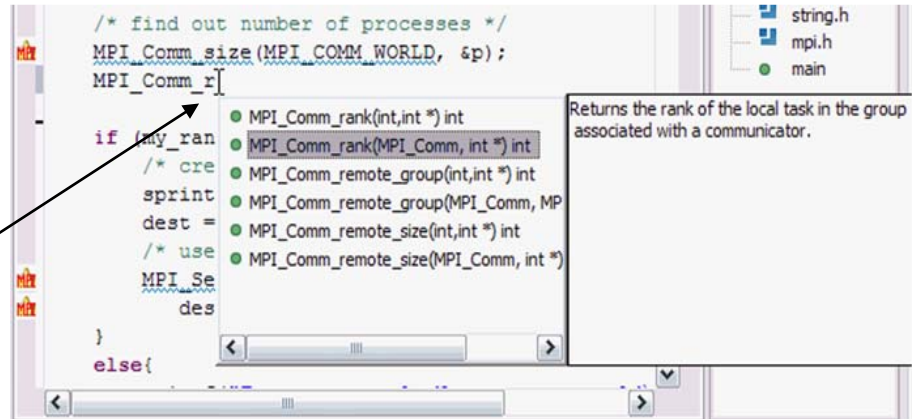 /* find out number of processes */
MPI_Comm_size(MPI_COMM_WORLD, &p);
MPI_Comm_r
if (my_ran
/* cre
sprint
dest =
/* use
MPI_Se
des
}
else{
MPI_Comm_rank(int,int *) int
MPI_Comm_rank(MPI_Comm, int *) int
MPI_Comm_remote_group(int,int *) int
MPI_Comm_remote_group(MPI_Comm, MP
MPI_Comm_remote_size(int,int *) int
MPI_Comm_remote_size(MPI_Comm, int *)
Returns the rank of the local task in the group
associated with a communicator.
string.h
mpi.h
main